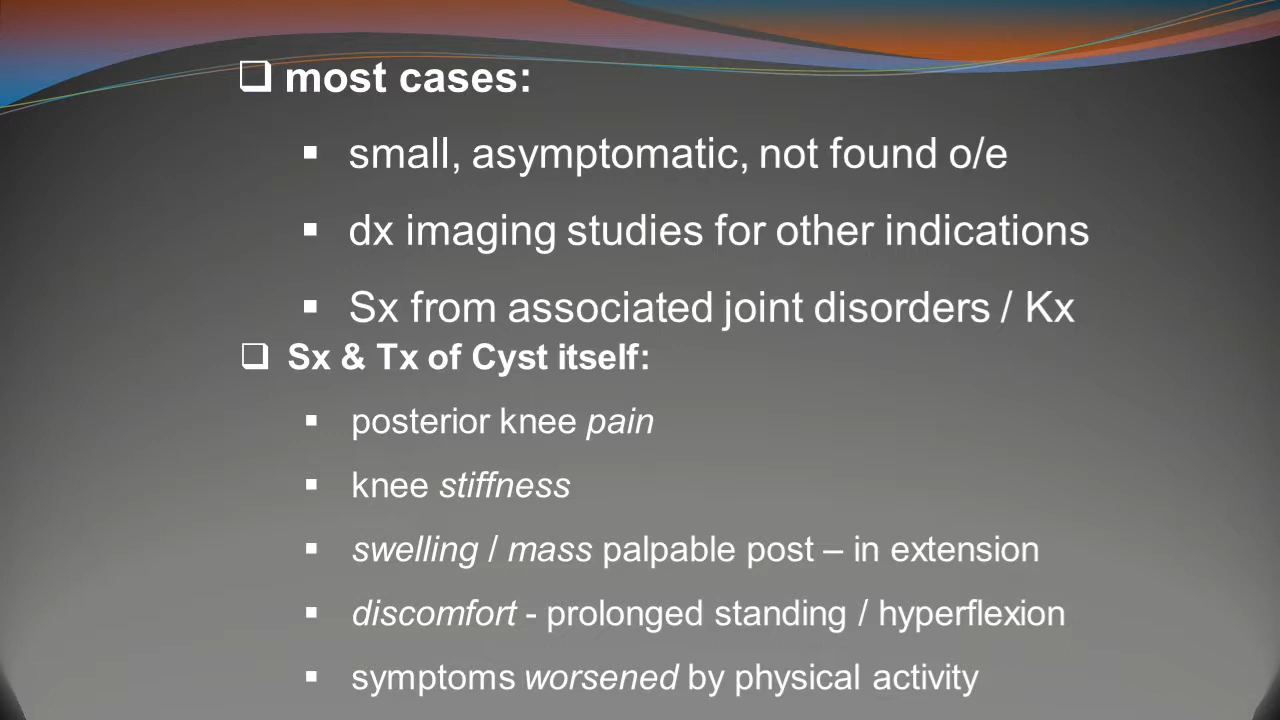 ❑ most cases:
▪ small, asymptomatic, not found o/e
▪ dx imaging studies for other indications
▪ Sx from associated joint disorders / Kx
❑ Sx & Tx of Cyst itself:
▪ posterior knee pain
▪ knee stiffness
▪ swelling / mass palpable post – in extension
▪ discomfort - prolonged standing / hyperflexion
▪ symptoms worsened by physical activity